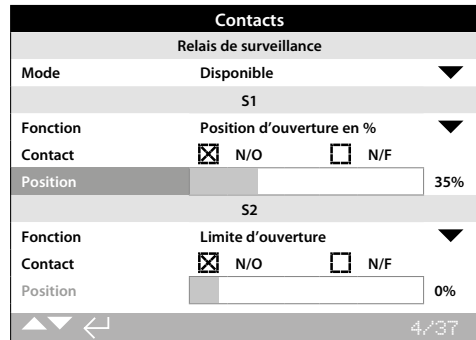 Contacts
Relais de surveillance
Mode Disponible
S1
Fonction Position d’ouverture en %
Contact N/O N/F
Position 35%
S2
Fonction Limite d’ouverture
Contact N/O N/F
Position 0%
4/37